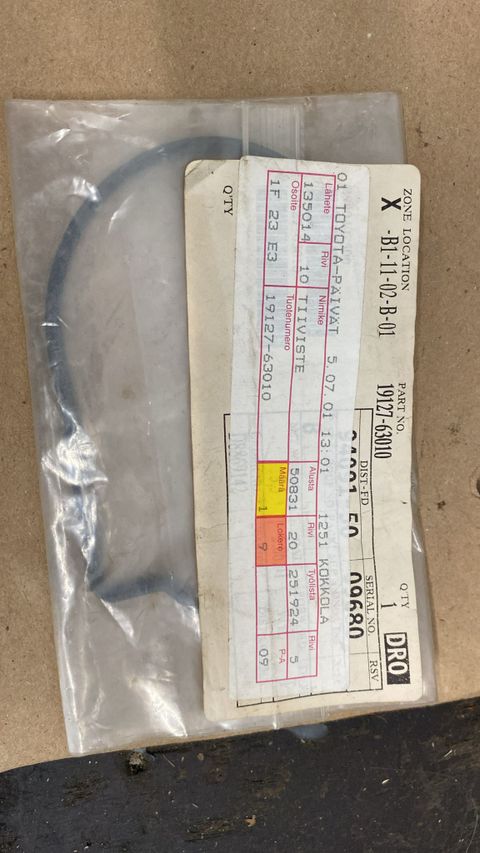 ZONE LOCATION PART NO. Q'TY
X -B1-11-02-B-01 19127-63010 1 DRO
DIST.-FD SERIAL NO. RSV
09680
01 TOYOTA-PÄIVÄT 5.07.01 13:01 1251 KOKKOLA
Lähete Rivi Nimike Alusta Rivi Työlista Rivi
135014 10 TIIVISTE 50831 20 251924 5
Osoite Tuotenumero Määrä Lokero P-A
1F 23 E3 19127-63010 1 9 09
Q'TY